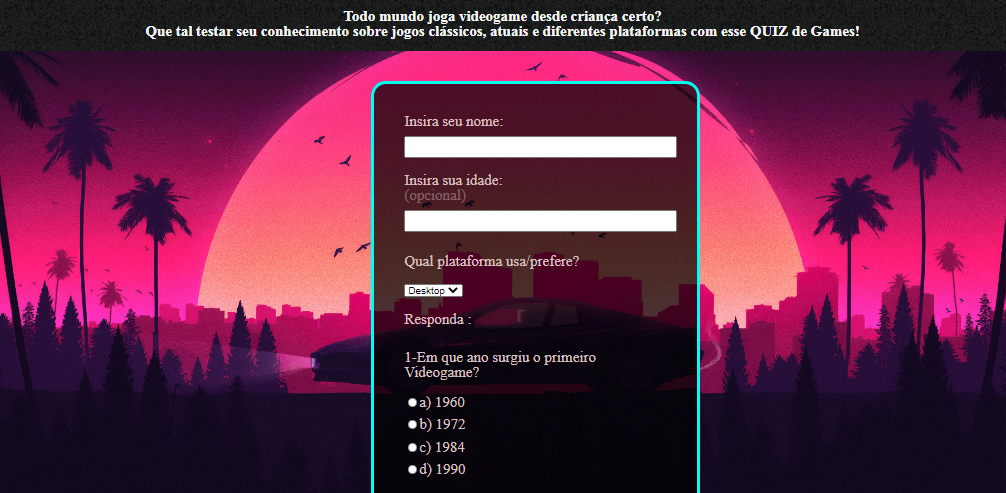 Todo mundo joga videogame desde criança certo?
Que tal testar seu conhecimento sobre jogos clássicos, atuais e diferentes plataformas com esse QUIZ de Games!
Insira seu nome:
Insira sua idade:
(opcional)
Qual plataforma usa/prefere?
Desktop
Responda :
1-Em que ano surgiu o primeiro
Videogame?
a) 1960
b) 1972
c) 1984
d) 1990